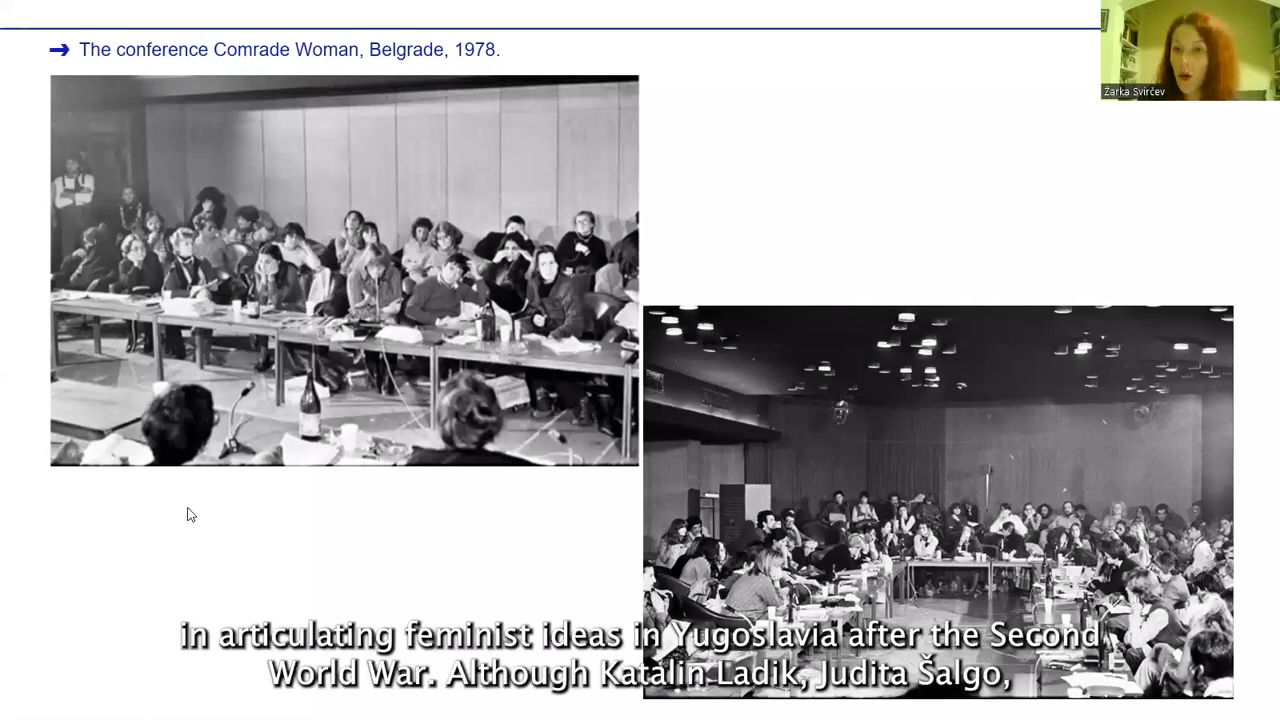 ➔ The conference Comrade Woman, Belgrade, 1978.
Žarka Svirčev
in articulating feminist ideas in Yugoslavia after the Second
World War. Although Katalin Ladik, Judita Šalgo,